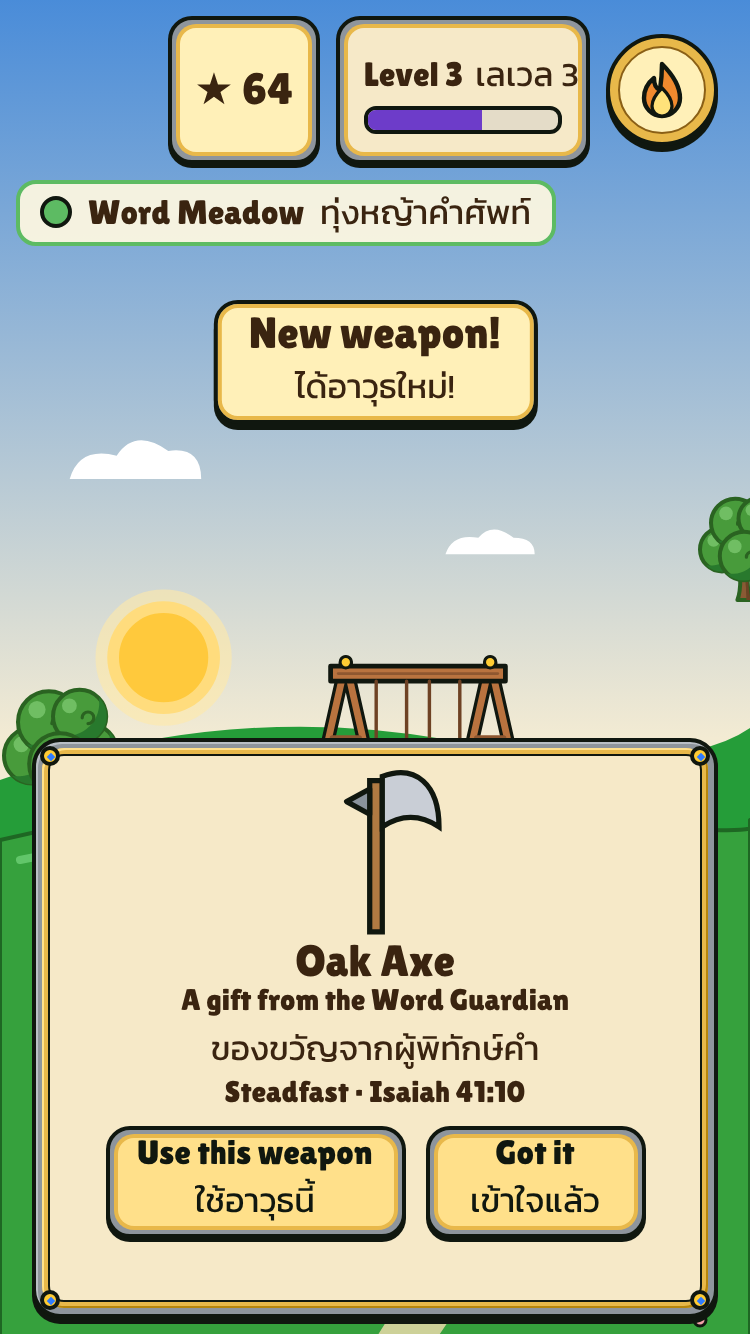 ★ 64
Level 3 เลเวล 3
Word Meadow ทุ่งหญ้าคำศัพท์
New weapon!
ได้อาวุธใหม่!
Oak Axe
A gift from the Word Guardian
ของขวัญจากผู้พิทักษ์คำ
Steadfast · Isaiah 41:10
Use this weapon
ใช้อาวุธนี้
Got it
เข้าใจแล้ว